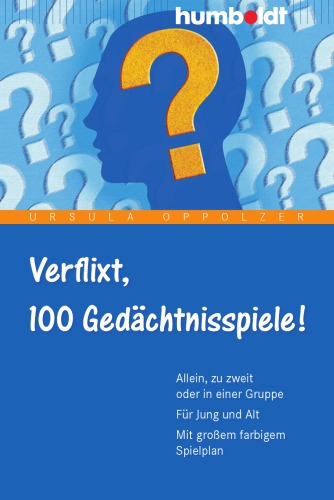 humboldt
URSULA OPPOLZER
Verflixt,
100 Gedächtnisspiele!
Allein, zu zweit
oder in einer Gruppe
Für Jung und Alt
Mit großem farbigem
Spielplan